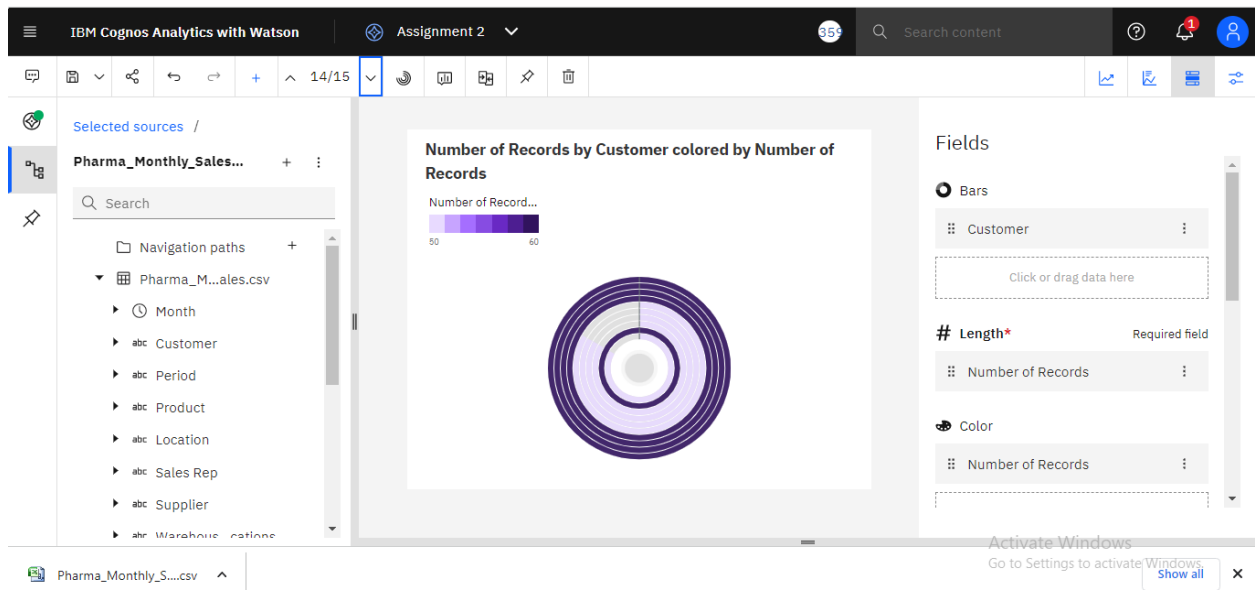 IBM Cognos Analytics with Watson
Assignment 2
359
Search content
1
14/15
Selected sources /
Pharma_Monthly_Sales...
Search
Navigation paths
Pharma_M...ales.csv
Month
abc Customer
abc Period
abc Product
abc Location
abc Sales Rep
abc Supplier
abc Warehous...cations
Number of Records by Customer colored by Number of
Records
Number of Record...
50 60
Fields
Bars
Customer
Click or drag data here
# Length* Required field
Number of Records
Color
Number of Records
Activate Windows
Go to Settings to activate Windows.
Pharma_Monthly_S....csv
Show all